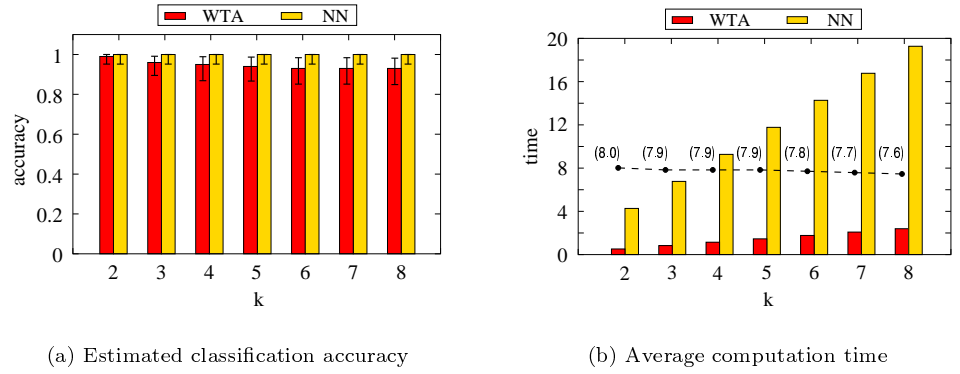 WTA NN
1
0.8
0.6
0.4
0.2
0
accuracy
2 3 4 5 6 7 8
k
(a) Estimated classification accuracy
WTA NN
20
16
12
8
4
0
time
(8.0) (7.9) (7.9) (7.9) (7.8) (7.7) (7.6)
2 3 4 5 6 7 8
k
(b) Average computation time